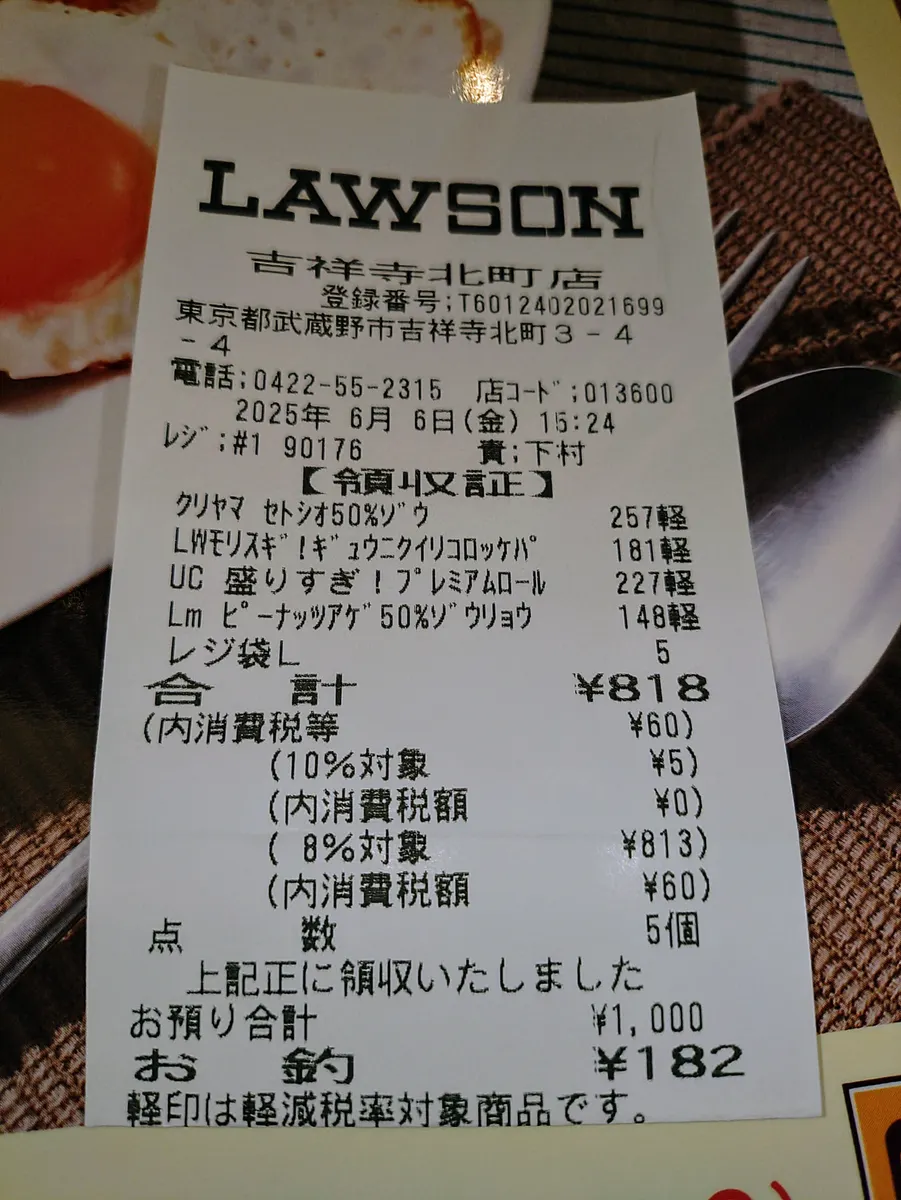 LAWSON
吉祥寺北町店
登録番号;T6012402021699
東京都武蔵野市吉祥寺北町3-4
-4
電話;0422-55-2315 店コード;013600
2025年 6月 6日(金) 15:24
レジ;#1 90176 責;下村
【領収証】
クリヤマ セトシオ50%ゾウ 257軽
LWモリスギ!ギュウニクイリコロッケパ 181軽
UC 盛りすぎ!プレミアムロール 227軽
Lm ピーナッツアゲ50%ゾウリョウ 148軽
レジ袋L 5
合 計 ¥818
(内消費税等 ¥60)
(10%対象 ¥5)
(内消費税額 ¥0)
( 8%対象 ¥813)
(内消費税額 ¥60)
点 数 5個
上記正に領収いたしました
お預り合計 ¥1,000
お 釣 ¥182
軽印は軽減税率対象商品です。